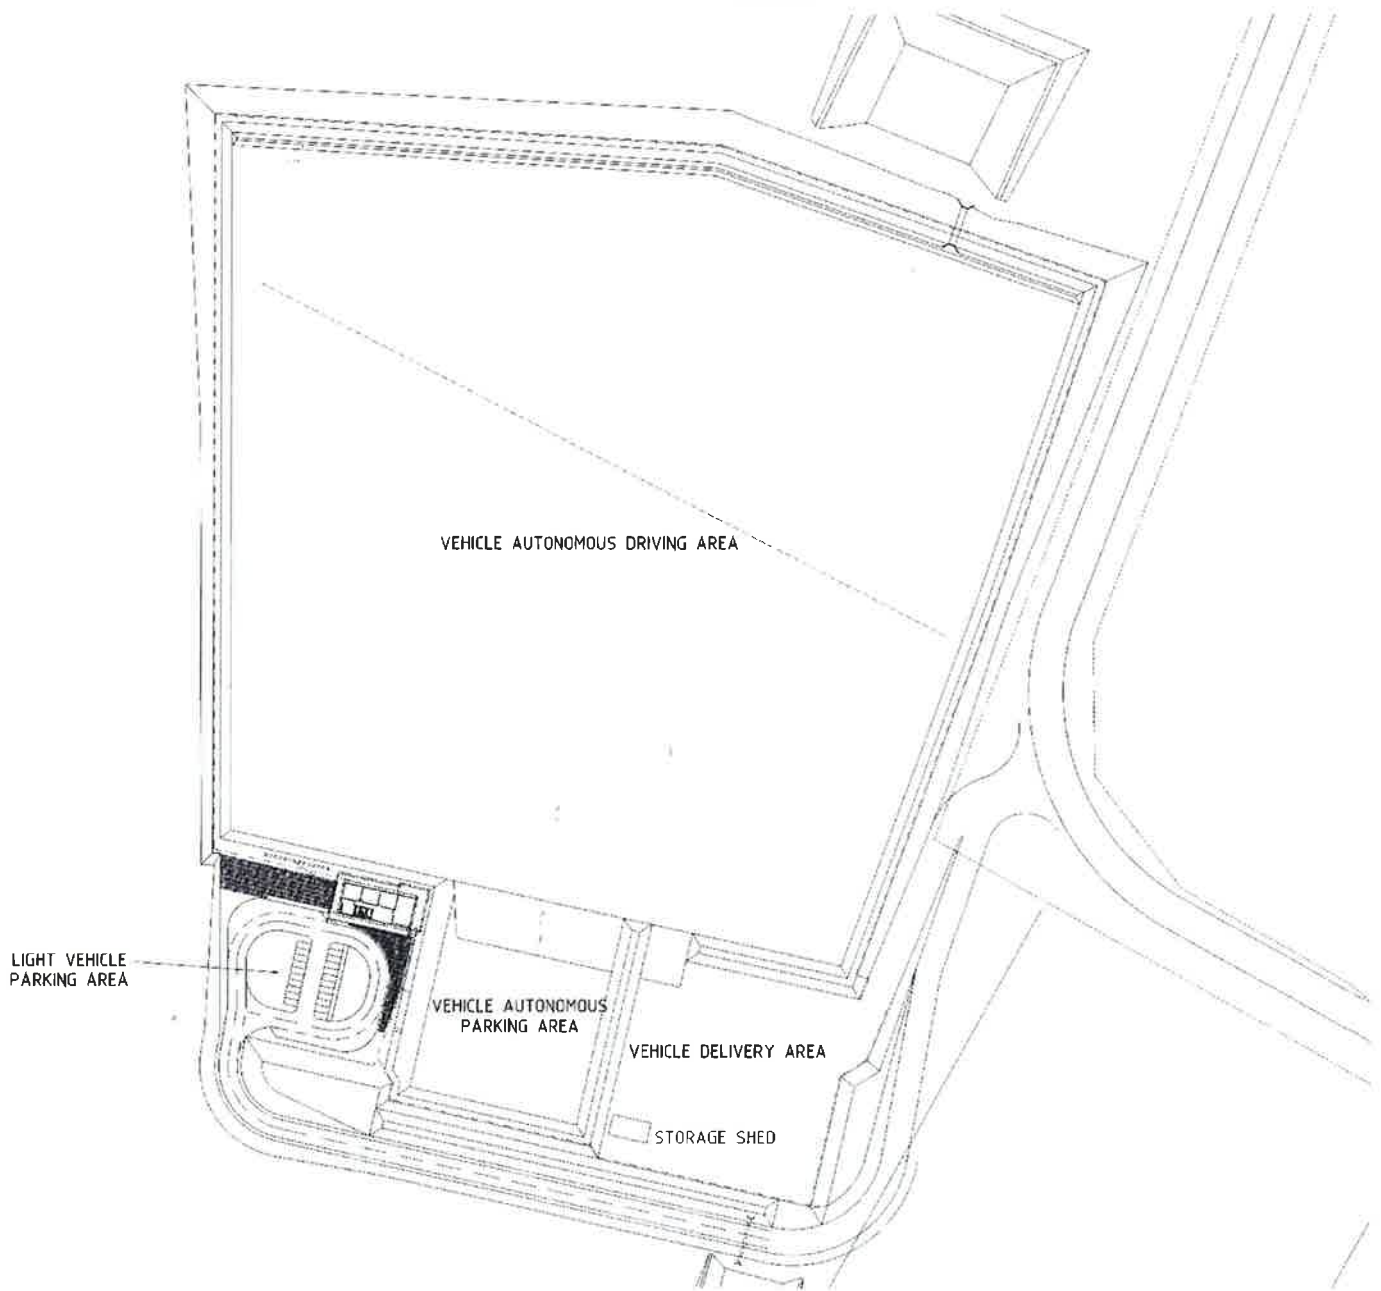 VEHICLE AUTONOMOUS DRIVING AREA
LIGHT VEHICLE
PARKING AREA
VEHICLE AUTONOMOUS
PARKING AREA
VEHICLE DELIVERY AREA
STORAGE SHED